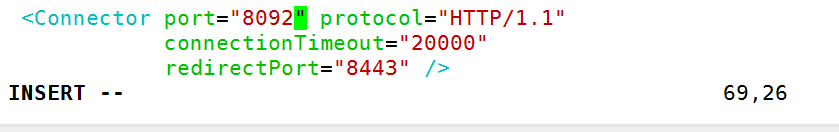 <Connector port="8092" protocol="HTTP/1.1"
connectionTimeout="20000"
redirectPort="8443" />
INSERT -- 69,26